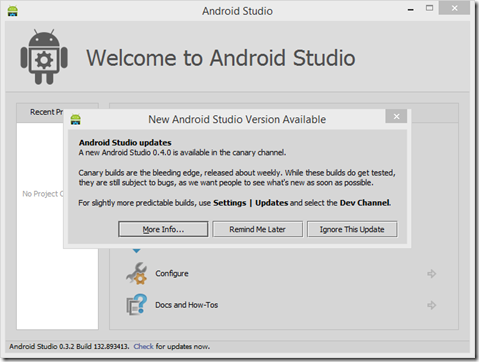 Android Studio
Welcome to Android Studio
Recent Pr
No Project O
New Android Studio Version Available
Android Studio updates
A new Android Studio 0.4.0 is available in the canary channel.
Canary builds are the bleeding edge, released about weekly. While these builds do get tested,
they are still subject to bugs, as we want people to see what's new as soon as possible.
For slightly more predictable builds, use Settings | Updates and select the Dev Channel.
More Info...
Remind Me Later
Ignore This Update
Configure
Docs and How-Tos
Android Studio 0.3.2 Build 132.893413. Check for updates now.